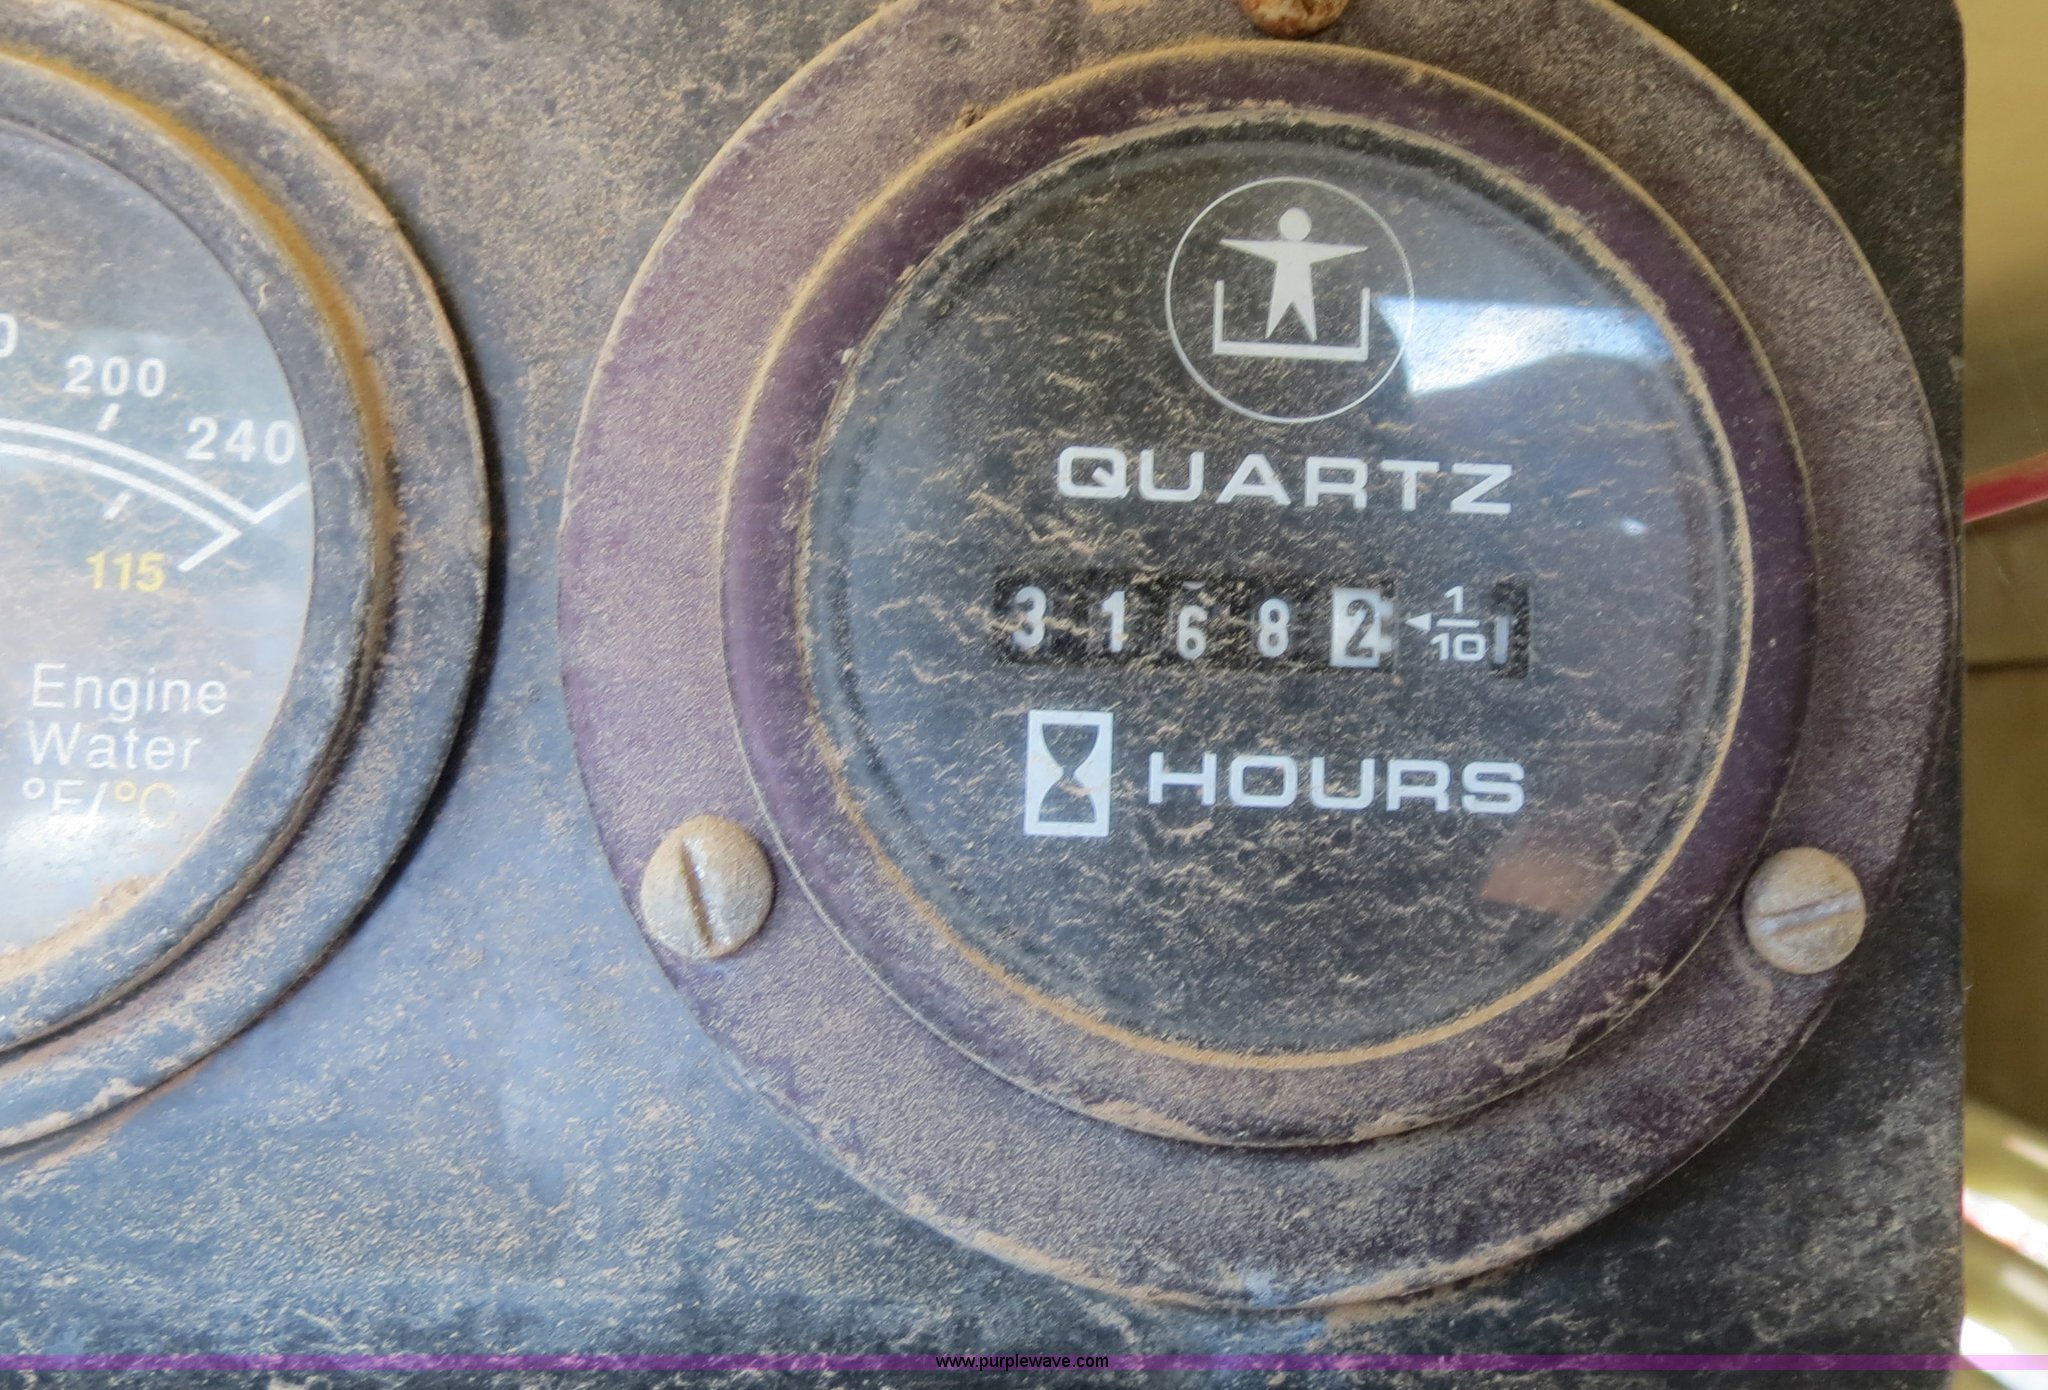 200
240
115
Engine
Water
°F/°C
QUARTZ
3 1 6 8 2 1/10
HOURS
www.purplewave.com